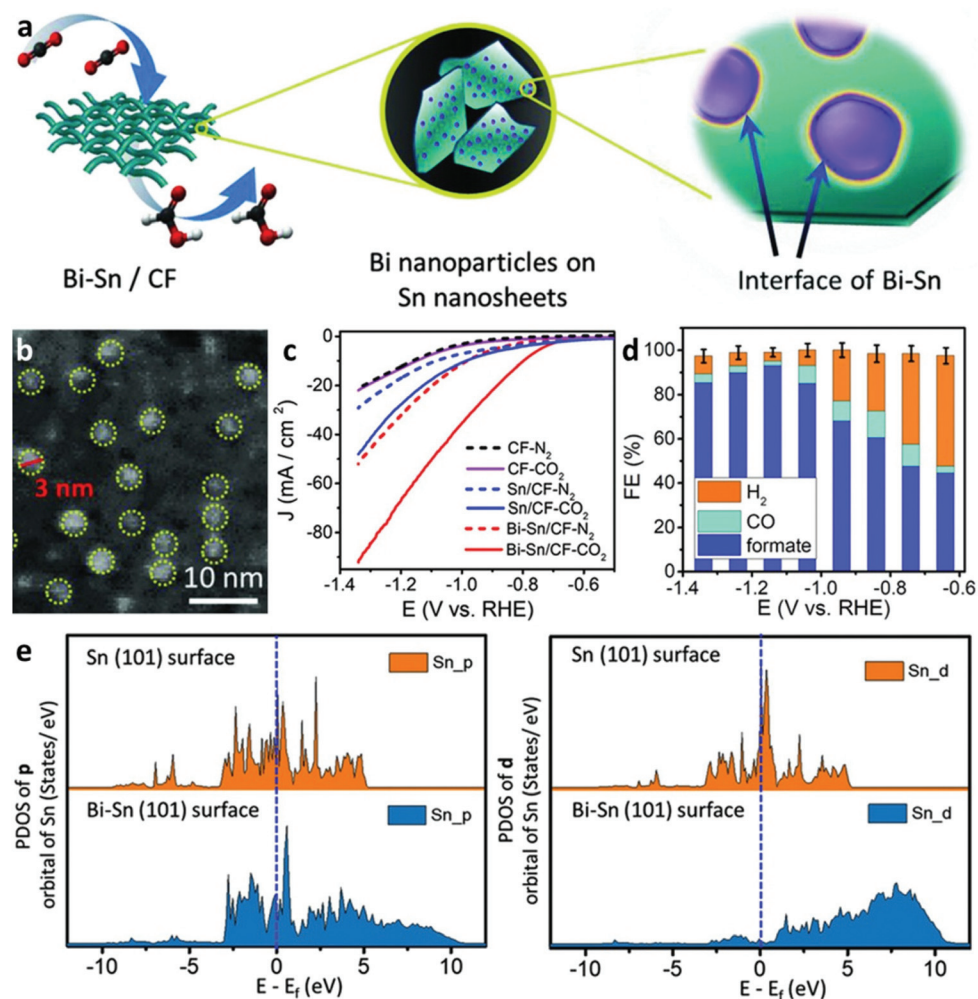 a
Bi-Sn / CF
Bi nanoparticles on
Sn nanosheets
Interface of Bi-Sn
b
3 nm
10 nm
c
J (mA / cm²)
0
-20
-40
-60
-80
CF-N₂
CF-CO₂
Sn/CF-N₂
Sn/CF-CO₂
Bi-Sn/CF-N₂
Bi-Sn/CF-CO₂
-1.4 -1.2 -1.0 -0.8 -0.6
E (V vs. RHE)
d
FE (%)
100
80
60
40
20
0
H₂
CO
formate
-1.4 -1.2 -1.0 -0.8 -0.6
E (V vs. RHE)
e
PDOS of p
orbital of Sn (States/ eV)
Sn (101) surface
Sn_p
Bi-Sn (101) surface
Sn_p
-10 -5 0 5 10
E - E_f (eV)
PDOS of d
orbital of Sn (States/ eV)
Sn (101) surface
Sn_d
Bi-Sn (101) surface
Sn_d
-10 -5 0 5 10
E - E_f (eV)